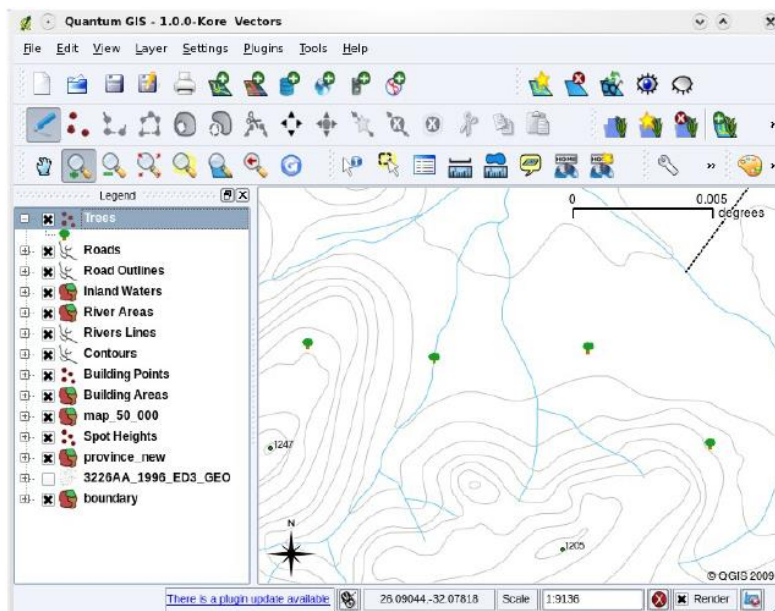 Quantum GIS - 1.0.0-Kore Vectors
File Edit View Layer Settings Plugins Tools Help
Legend
Trees
Roads
Road Outlines
Inland Waters
River Areas
Rivers Lines
Contours
Building Points
Building Areas
map_50_000
Spot Heights
province_new
3226AA_1996_ED3_GEO
boundary
0 0.005
degrees
1247
1205
N
© QGIS 2009
There is a plugin update available 26.09044,-32.07818 Scale 1:9136 Render